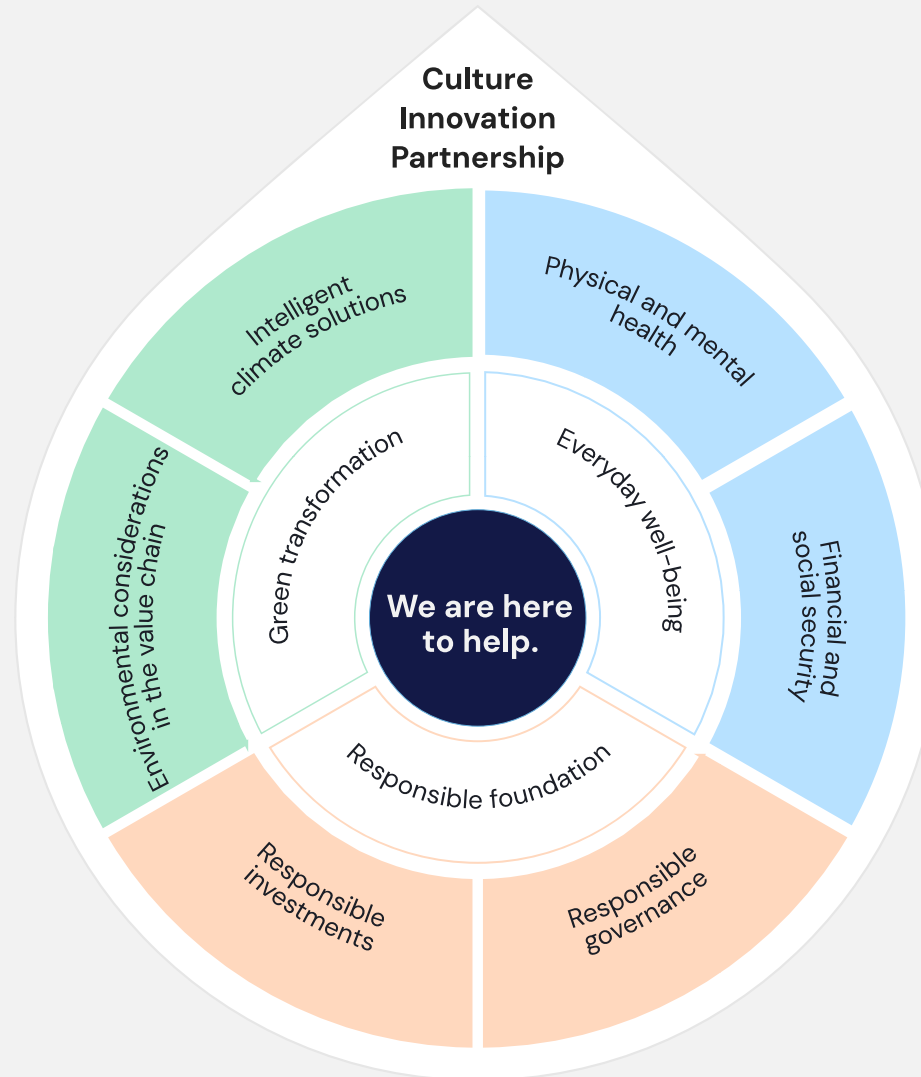 Culture
Innovation
Partnership
Intelligent
climate solutions
Physical and mental
health
Environmental considerations
in the value chain
Green transformation
Everyday well-being
Financial and
social security
We are here
to help.
Responsible foundation
Responsible
investments
Responsible
governance